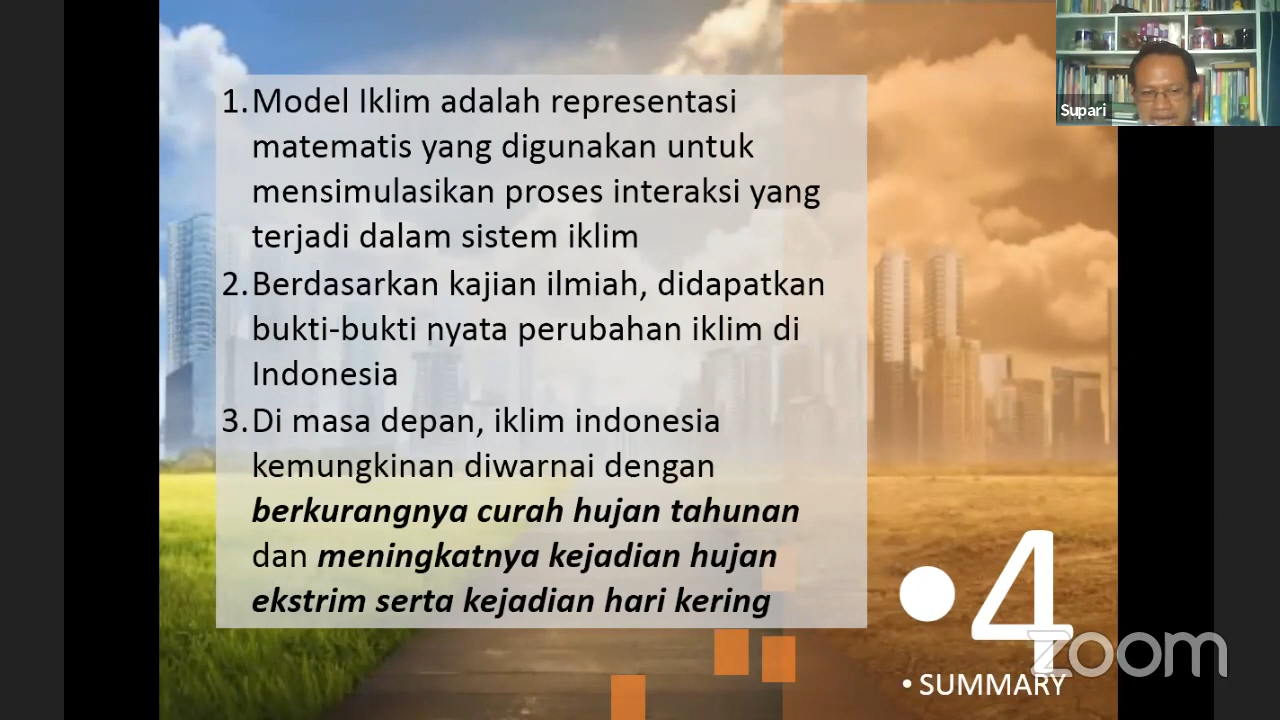 1.Model Iklim adalah representasi
matematis yang digunakan untuk
mensimulasikan proses interaksi yang
terjadi dalam sistem iklim
2.Berdasarkan kajian ilmiah, didapatkan
bukti-bukti nyata perubahan iklim di
Indonesia
3.Di masa depan, iklim indonesia
kemungkinan diwarnai dengan
berkurangnya curah hujan tahunan
dan meningkatnya kejadian hujan
ekstrim serta kejadian hari kering
•4
• SUMMARY
Supari
zoom